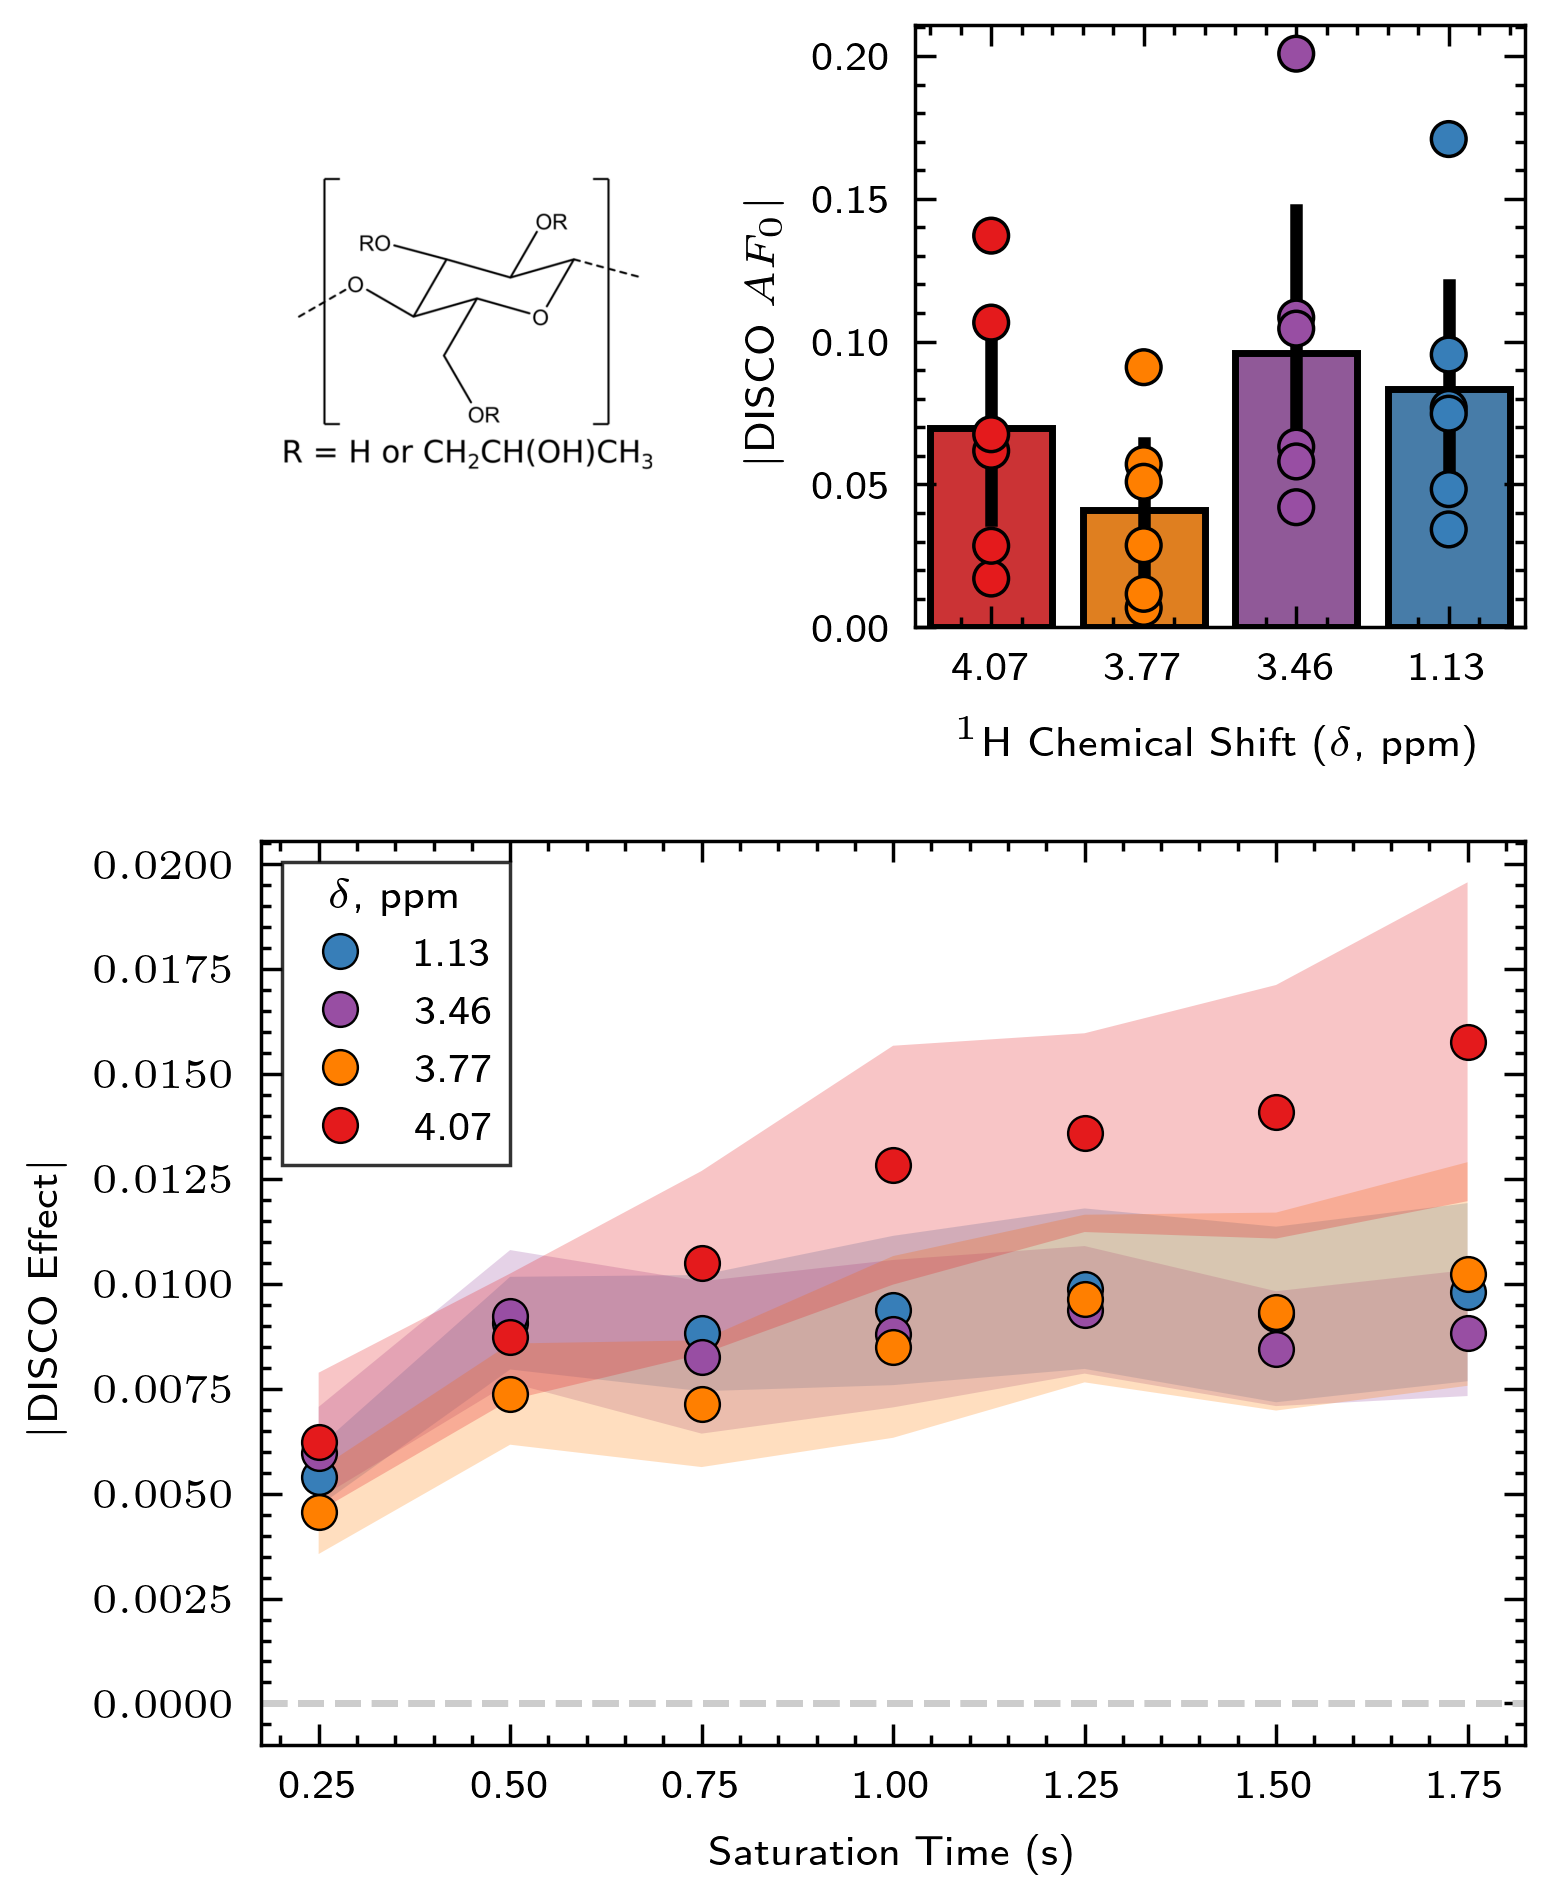 OR
RO
O
O
OR
R = H or CH₂CH(OH)CH₃
|DISCO AF₀|
0.20
0.15
0.10
0.05
0.00
4.07 3.77 3.46 1.13
¹H Chemical Shift (δ, ppm)
|DISCO Effect|
0.0200
0.0175
0.0150
0.0125
0.0100
0.0075
0.0050
0.0025
0.0000
δ, ppm
1.13
3.46
3.77
4.07
0.25 0.50 0.75 1.00 1.25 1.50 1.75
Saturation Time (s)